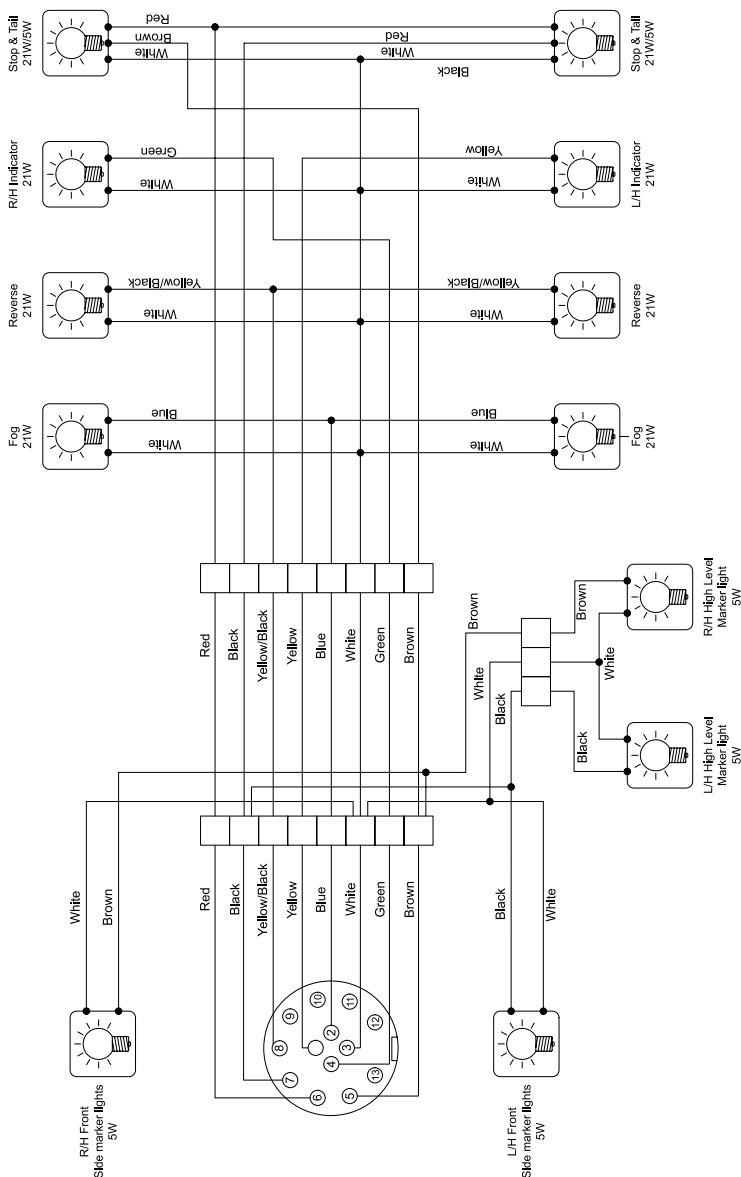 Stop & Tail
21W/5W
Red
Brown
White
Red
White
Black
Stop & Tail
21W/5W
R/H Indicator
21W
Green
White
Yellow
White
L/H Indicator
21W
Reverse
21W
Yellow/Black
White
Yellow/Black
White
Reverse
21W
Fog
21W
Blue
White
Blue
White
Fog
21W
Red
Black
Yellow/Black
Yellow
Blue
White
Green
Brown
Brown
White
Black
Brown
White
Black
R/H High Level
Marker light
5W
L/H High Level
Marker light
5W
White
Brown
Red
Black
Yellow/Black
Yellow
Blue
White
Green
Brown
Black
White
R/H Front
Side marker lights
5W
L/H Front
Side marker lights
5W
2
3
4
5
6
7
8
9
10
11
12
13